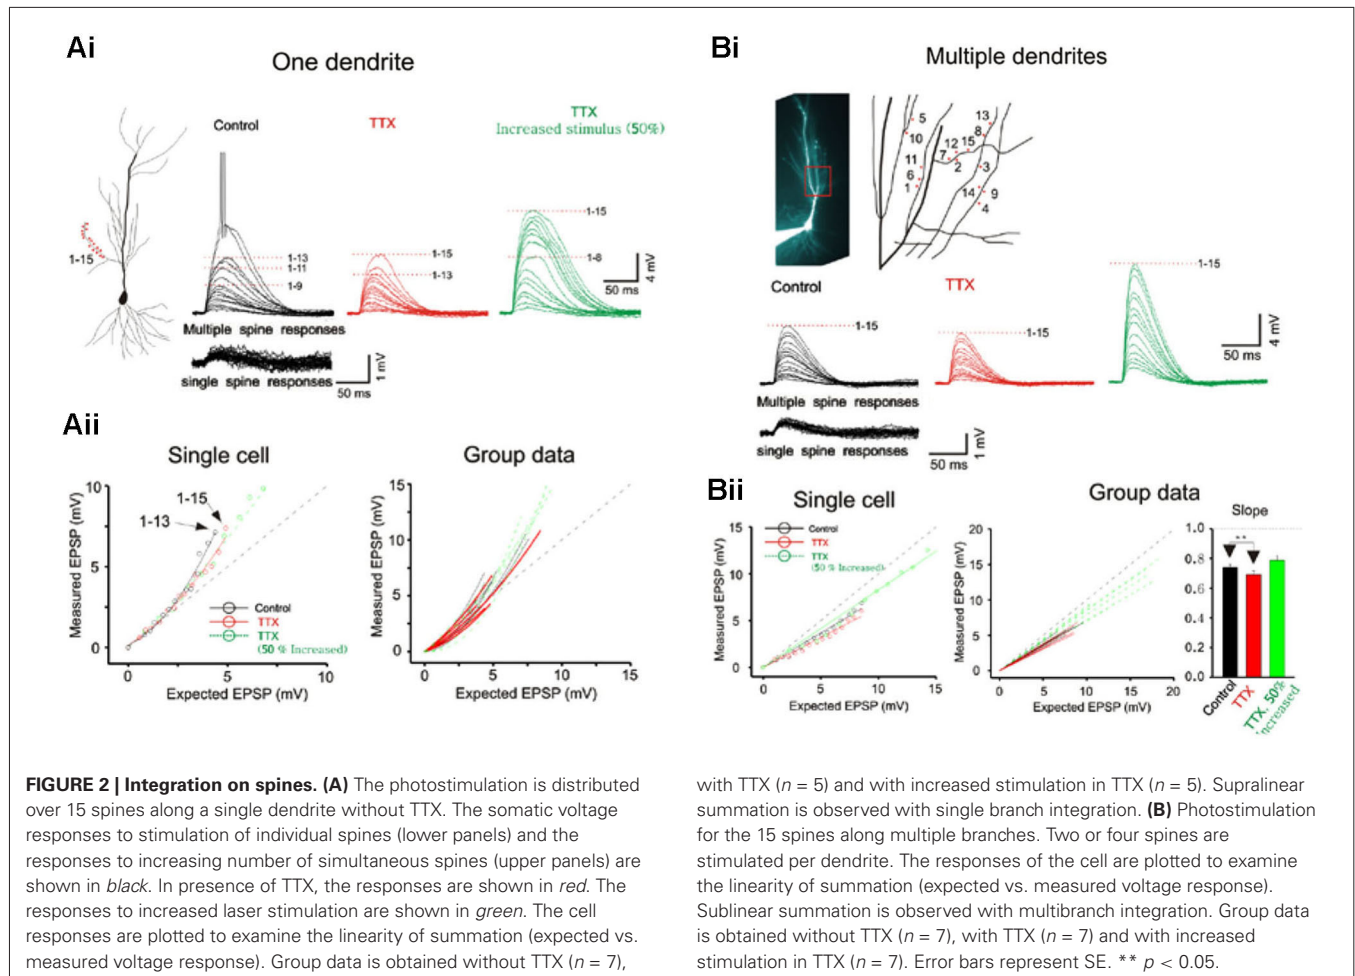 Ai
One dendrite
Control
TTX
TTX
Increased stimulus (50%)
1-15
1-13
1-11
1-9
1-15
1-13
1-15
1-8
4 mV
50 ms
Multiple spine responses
single spine responses
1 mV
50 ms
Aii
Single cell
Group data
Measured EPSP (mV)
10
5
0
1-15
1-13
Control
TTX
TTX
(50 % Increased)
0
5
10
Expected EPSP (mV)
Measured EPSP (mV)
15
10
5
0
0
5
10
15
Expected EPSP (mV)
Bi
Multiple dendrites
5
10
11
6
1
7
12
15
2
13
8
3
14
9
4
Control
TTX
1-15
1-15
1-15
4 mV
50 ms
Multiple spine responses
single spine responses
1 mV
50 ms
Bii
Single cell
Group data
Slope
Measured EPSP (mV)
15
10
5
0
Control
TTX
TTX
(50 % Increased)
0
5
10
15
Expected EPSP (mV)
Measured EPSP (mV)
20
15
10
5
0
0
5
10
15
20
Expected EPSP (mV)
1.0
0.8
0.6
0.4
0.2
0.0
**
Control
TTX
TTX, 50%
Increased
FIGURE 2 | Integration on spines. (A) The photostimulation is distributed
over 15 spines along a single dendrite without TTX. The somatic voltage
responses to stimulation of individual spines (lower panels) and the
responses to increasing number of simultaneous spines (upper panels) are
shown in black. In presence of TTX, the responses are shown in red. The
responses to increased laser stimulation are shown in green. The cell
responses are plotted to examine the linearity of summation (expected vs.
measured voltage response). Group data is obtained without TTX (n = 7),
with TTX (n = 5) and with increased stimulation in TTX (n = 5). Supralinear
summation is observed with single branch integration. (B) Photostimulation
for the 15 spines along multiple branches. Two or four spines are
stimulated per dendrite. The responses of the cell are plotted to examine
the linearity of summation (expected vs. measured voltage response).
Sublinear summation is observed with multibranch integration. Group data
is obtained without TTX (n = 7), with TTX (n = 7) and with increased
stimulation in TTX (n = 7). Error bars represent SE. ** p < 0.05.